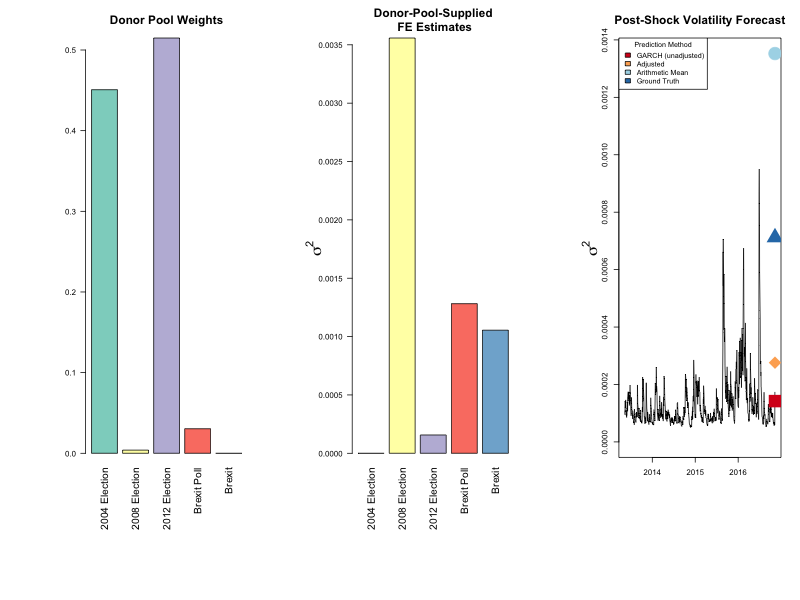 Donor Pool Weights
0.5
0.4
0.3
0.2
0.1
0.0
2004 Election
2008 Election
2012 Election
Brexit Poll
Brexit
Donor-Pool-Supplied
FE Estimates
σ2
0.0035
0.0030
0.0025
0.0020
0.0015
0.0010
0.0005
0.0000
2004 Election
2008 Election
2012 Election
Brexit Poll
Brexit
Post-Shock Volatility Forecast
σ2
0.0014
0.0012
0.0010
0.0008
0.0006
0.0004
0.0002
0.0000
Prediction Method
GARCH (unadjusted)
Adjusted
Arithmetic Mean
Ground Truth
2014
2015
2016